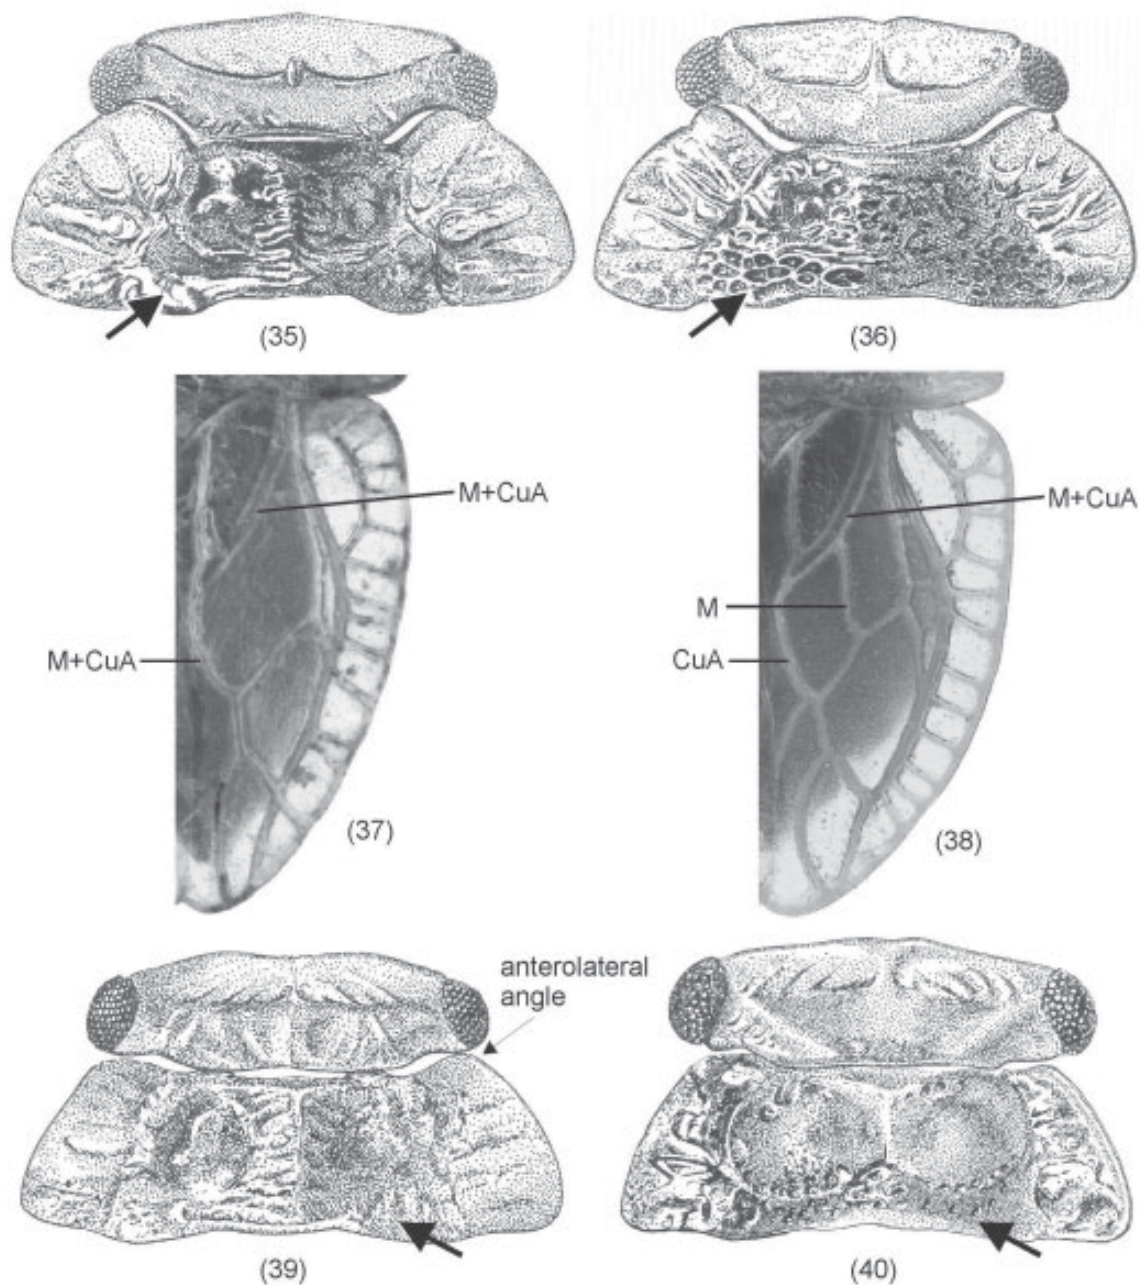 (35)
(36)
M+CuA
M+CuA
M+CuA
M
CuA
(37)
(38)
anterolateral
angle
(39)
(40)